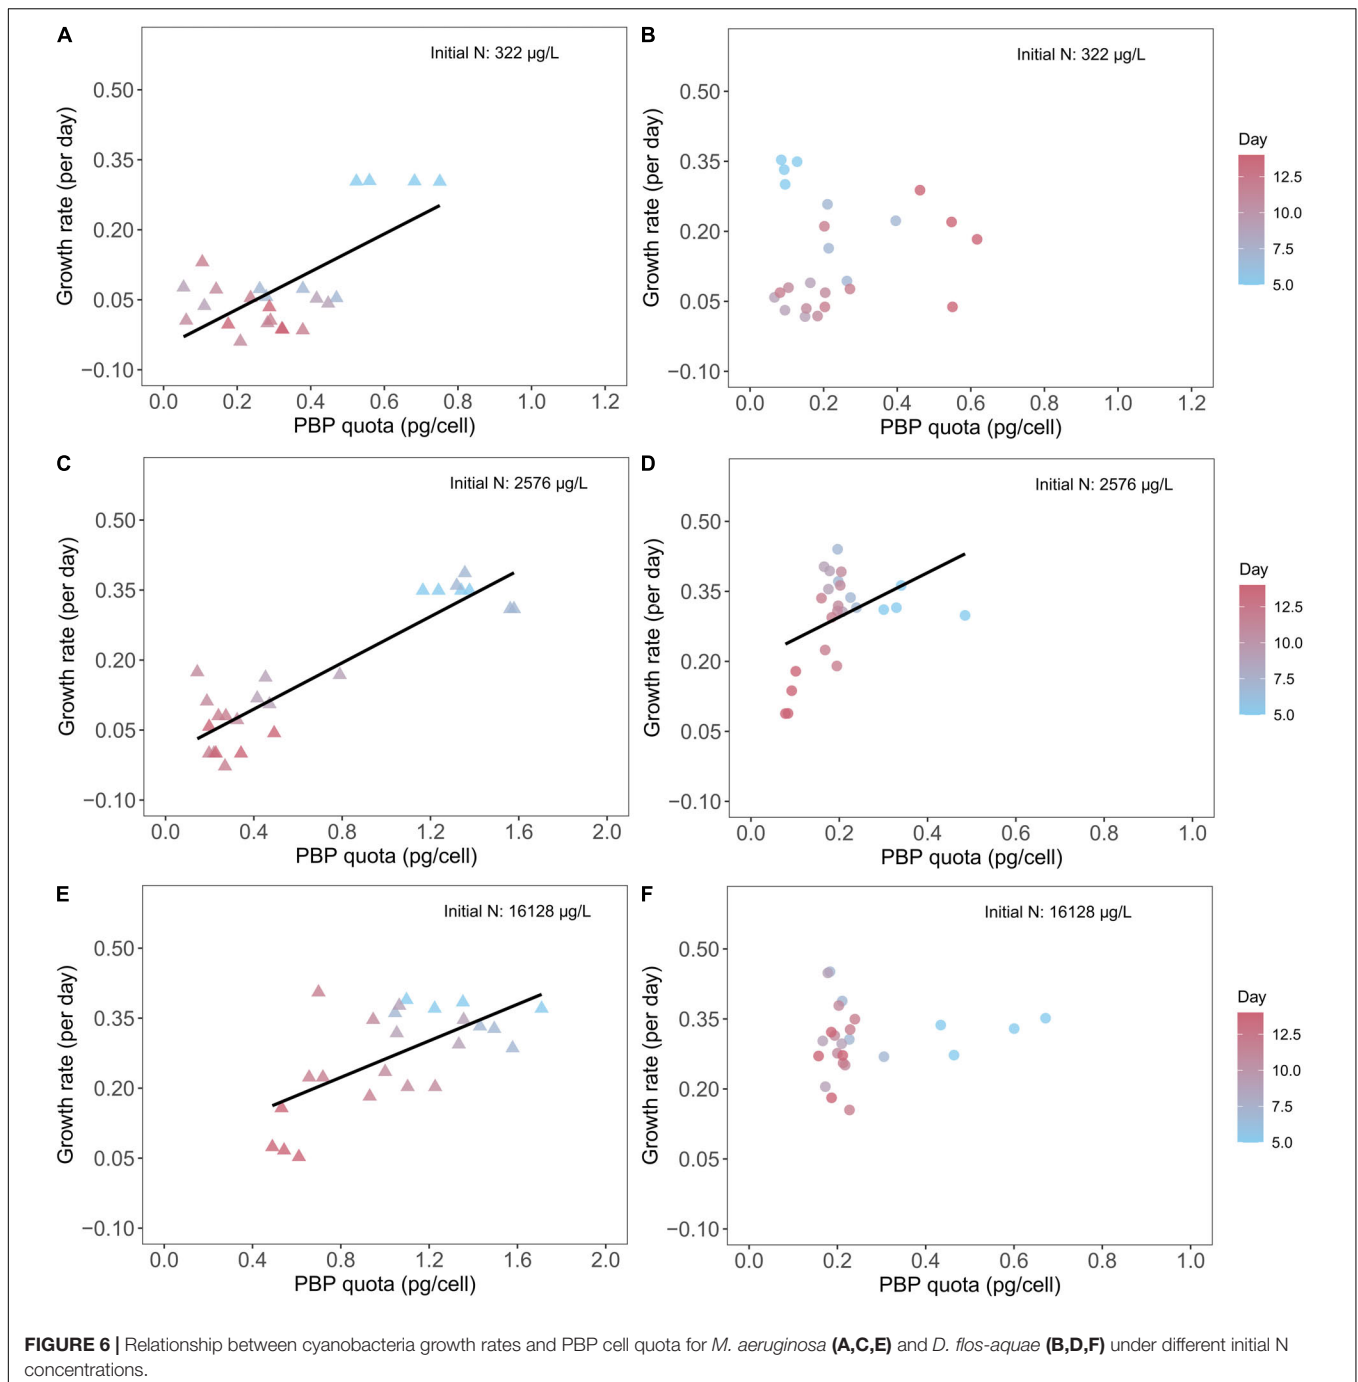 A
Initial N: 322 µg/L
Growth rate (per day)
0.50
0.35
0.20
0.05
−0.10
0.0 0.2 0.4 0.6 0.8 1.0 1.2
PBP quota (pg/cell)
B
Initial N: 322 µg/L
Growth rate (per day)
0.50
0.35
0.20
0.05
−0.10
0.0 0.2 0.4 0.6 0.8 1.0 1.2
PBP quota (pg/cell)
Day
12.5
10.0
7.5
5.0
C
Initial N: 2576 µg/L
Growth rate (per day)
0.50
0.35
0.20
0.05
−0.10
0.0 0.4 0.8 1.2 1.6 2.0
PBP quota (pg/cell)
D
Initial N: 2576 µg/L
Growth rate (per day)
0.50
0.35
0.20
0.05
−0.10
0.0 0.2 0.4 0.6 0.8 1.0
PBP quota (pg/cell)
Day
12.5
10.0
7.5
5.0
E
Initial N: 16128 µg/L
Growth rate (per day)
0.50
0.35
0.20
0.05
−0.10
0.0 0.4 0.8 1.2 1.6 2.0
PBP quota (pg/cell)
F
Initial N: 16128 µg/L
Growth rate (per day)
0.50
0.35
0.20
0.05
−0.10
0.0 0.2 0.4 0.6 0.8 1.0
PBP quota (pg/cell)
Day
12.5
10.0
7.5
5.0
FIGURE 6 | Relationship between cyanobacteria growth rates and PBP cell quota for M. aeruginosa (A,C,E) and D. flos-aquae (B,D,F) under different initial N
concentrations.